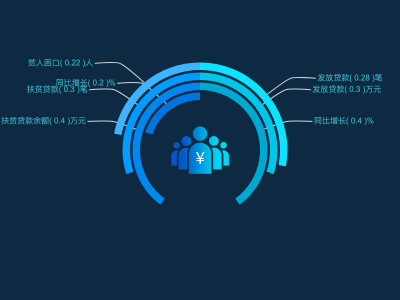 贫人困口( 0.22 )人
同比增长( 0.2 )%
扶贫贷款( 0.3 )笔
扶贫贷款余额( 0.4 )万元
发放贷款( 0.28 )笔
发放贷款( 0.3 )万元
同比增长( 0.4 )%
¥